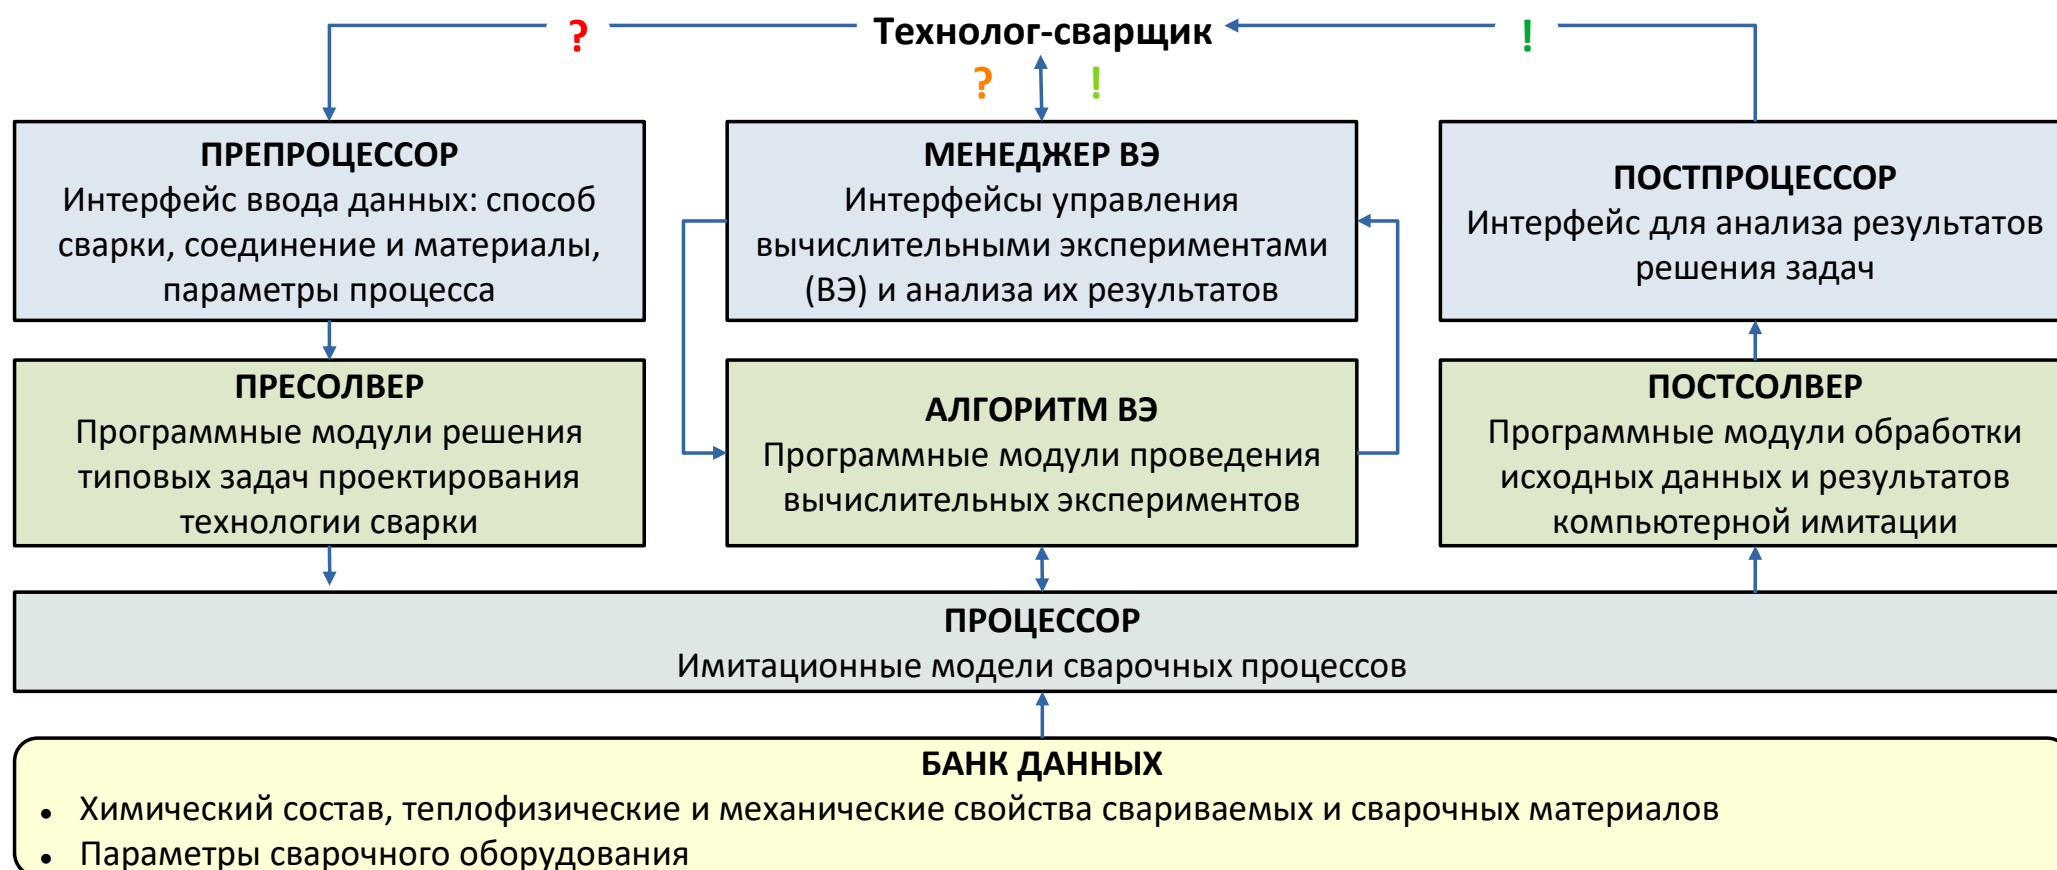 ? Технолог-сварщик !
? !
ПРЕПРОЦЕССОР
Интерфейс ввода данных: способ
сварки, соединение и материалы,
параметры процесса
МЕНЕДЖЕР ВЭ
Интерфейсы управления
вычислительными экспериментами
(ВЭ) и анализа их результатов
ПОСТПРОЦЕССОР
Интерфейс для анализа результатов
решения задач
ПРЕСОЛВЕР
Программные модули решения
типовых задач проектирования
технологии сварки
АЛГОРИТМ ВЭ
Программные модули проведения
вычислительных экспериментов
ПОСТСОЛВЕР
Программные модули обработки
исходных данных и результатов
компьютерной имитации
ПРОЦЕССОР
Имитационные модели сварочных процессов
БАНК ДАННЫХ
• Химический состав, теплофизические и механические свойства свариваемых и сварочных материалов
• Параметры сварочного оборудования